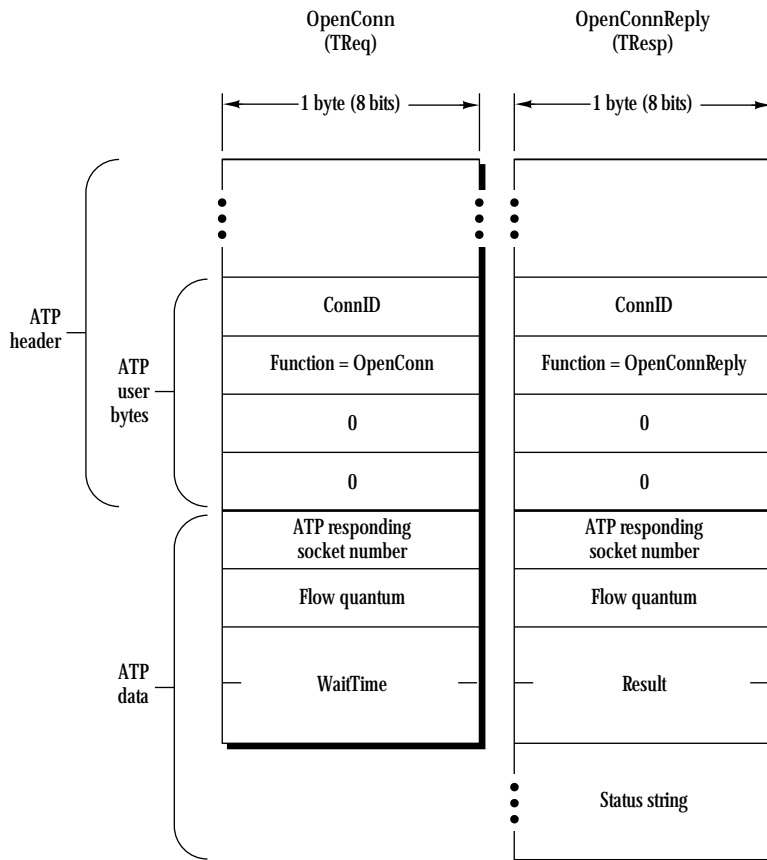 OpenConn
(TReq)
OpenConnReply
(TResp)
1 byte (8 bits)
1 byte (8 bits)
ATP
header
ATP
user
bytes
ConnID
ConnID
Function = OpenConn
Function = OpenConnReply
0
0
0
0
ATP
data
ATP responding
socket number
ATP responding
socket number
Flow quantum
Flow quantum
WaitTime
Result
Status string